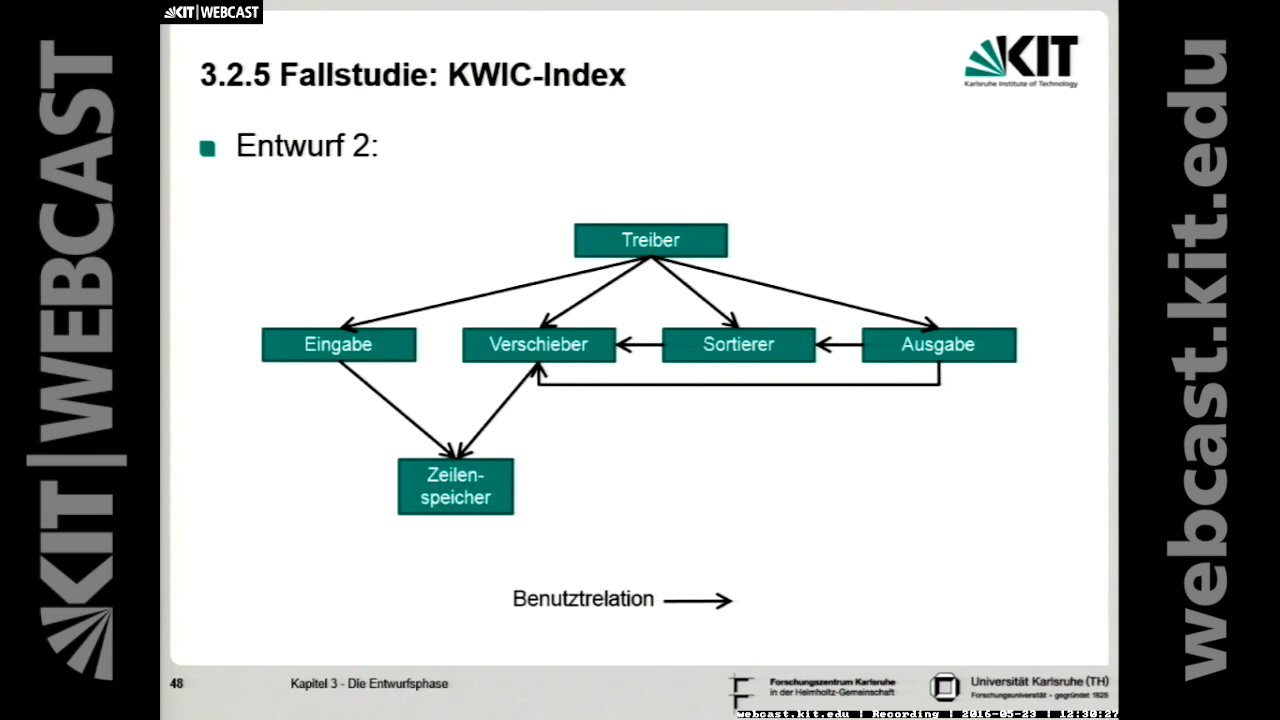 KIT|WEBCAST
KIT|WEBCAST
3.2.5 Fallstudie: KWIC-Index
KIT
Karlsruhe Institute of Technology
Entwurf 2:
Treiber
Eingabe
Verschieber
Sortierer
Ausgabe
Zeilen-
speicher
Benutztrelation
48
Kapitel 3 - Die Entwurfsphase
Forschungszentrum Karlsruhe
in der Helmholtz-Gemeinschaft
Universität Karlsruhe (TH)
Forschungsuniversität • gegründet 1825
webcast.kit.edu | Recording | 2016-05-23 | 12:30:27
webcast.kit.edu